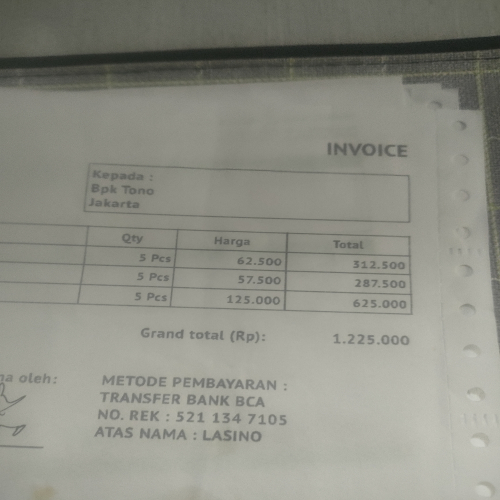 INVOICE
Kepada :
Bpk Tono
Jakarta
Qty Harga Total
5 Pcs 62.500 312.500
5 Pcs 57.500 287.500
5 Pcs 125.000 625.000
Grand total (Rp): 1.225.000
oleh:
METODE PEMBAYARAN :
TRANSFER BANK BCA
NO. REK : 521 134 7105
ATAS NAMA : LASINO